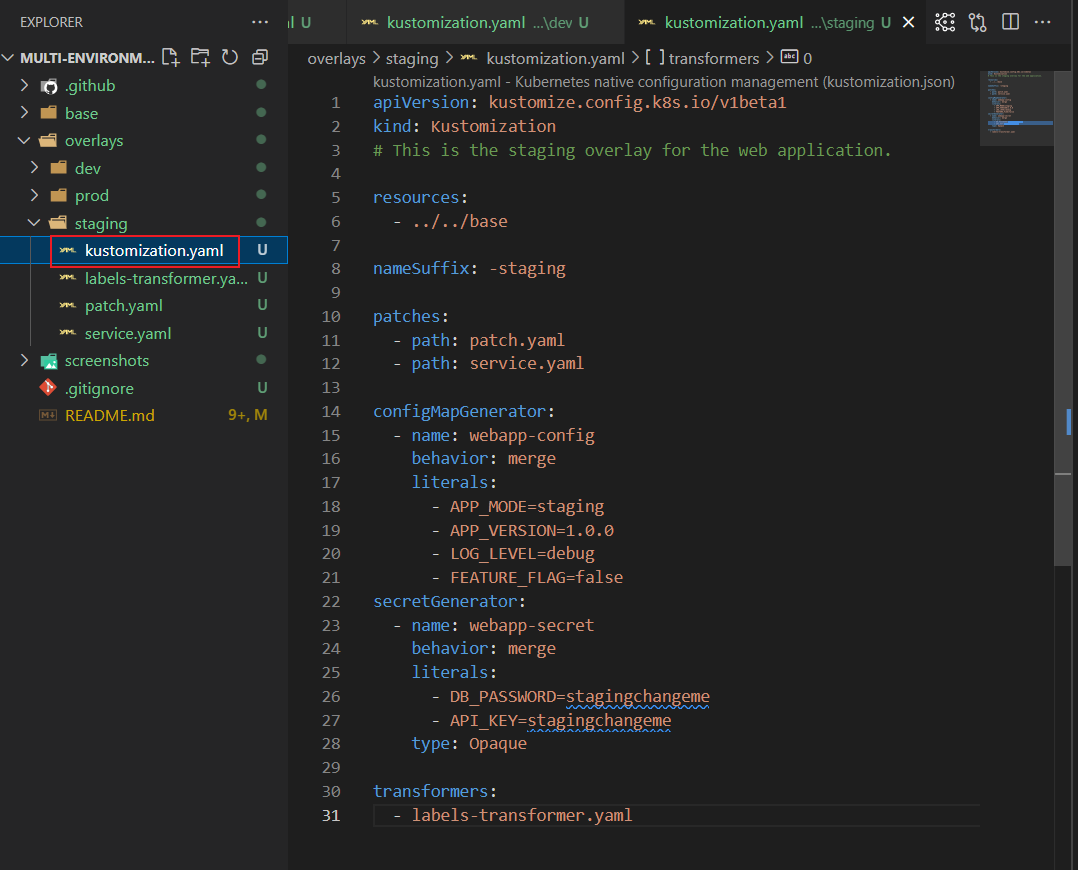 EXPLORER
MULTI-ENVIRONM...
.github
base
overlays
dev
prod
staging
kustomization.yaml U
labels-transformer.ya... U
patch.yaml U
service.yaml U
screenshots
.gitignore U
README.md 9+, M
l U
kustomization.yaml ...\dev U
kustomization.yaml ...\staging U
overlays > staging > kustomization.yaml > [ ] transformers > abc 0
kustomization.yaml - Kubernetes native configuration management (kustomization.json)
1 apiVersion: kustomize.config.k8s.io/v1beta1
2 kind: Kustomization
3 # This is the staging overlay for the web application.
4
5 resources:
6 - ../../base
7
8 nameSuffix: -staging
9
10 patches:
11 - path: patch.yaml
12 - path: service.yaml
13
14 configMapGenerator:
15 - name: webapp-config
16 behavior: merge
17 literals:
18 - APP_MODE=staging
19 - APP_VERSION=1.0.0
20 - LOG_LEVEL=debug
21 - FEATURE_FLAG=false
22 secretGenerator:
23 - name: webapp-secret
24 behavior: merge
25 literals:
26 - DB_PASSWORD=stagingchangeme
27 - API_KEY=stagingchangeme
28 type: Opaque
29
30 transformers:
31 - labels-transformer.yaml